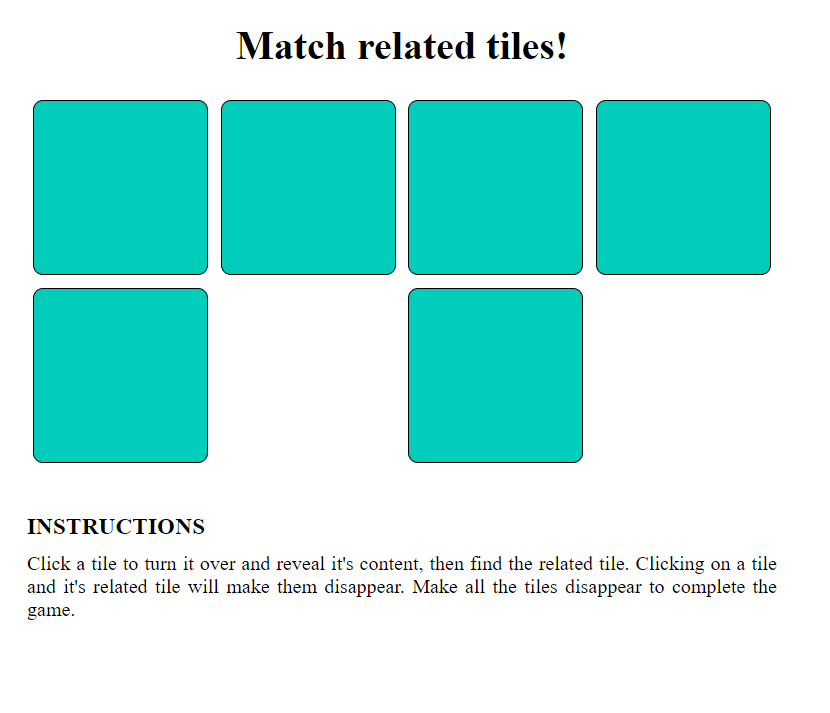 Match related tiles!
INSTRUCTIONS
Click a tile to turn it over and reveal it's content, then find the related tile. Clicking on a tile
and it's related tile will make them disappear. Make all the tiles disappear to complete the
game.